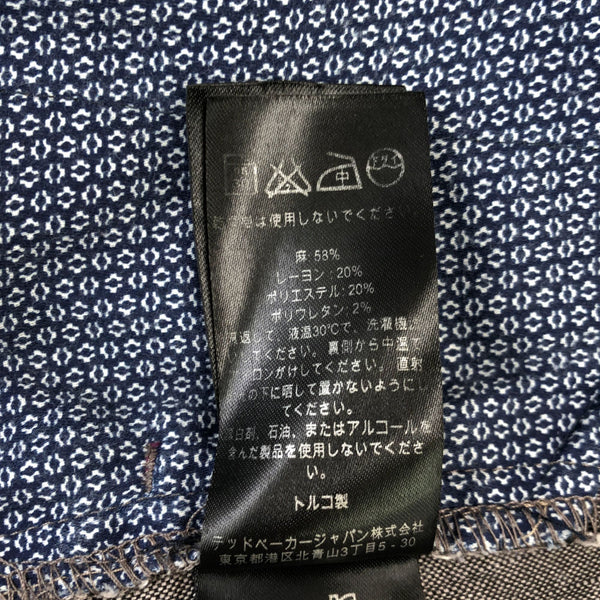 は使用しないでください。
麻: 58%
レーヨン: 20%
ポリエステル: 20%
ポリウレタン: 2%
返して、液温30℃で、洗濯機
てください。裏側から中温で
ロンがけしてください。直射
の下に晒して置かないようにし
てください。
白剤、石油、またはアルコールを
含んだ製品を使用しないでくださ
い。
トルコ製
テッドベーカージャパン株式会社
東京都港区北青山3丁目5-30